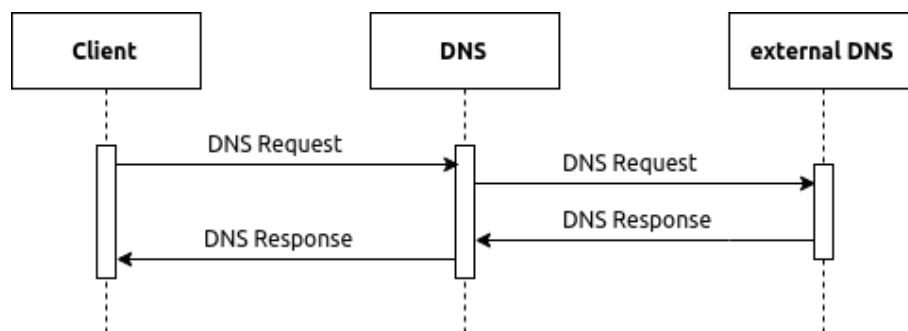 Client
DNS
external DNS
DNS Request
DNS Request
DNS Response
DNS Response